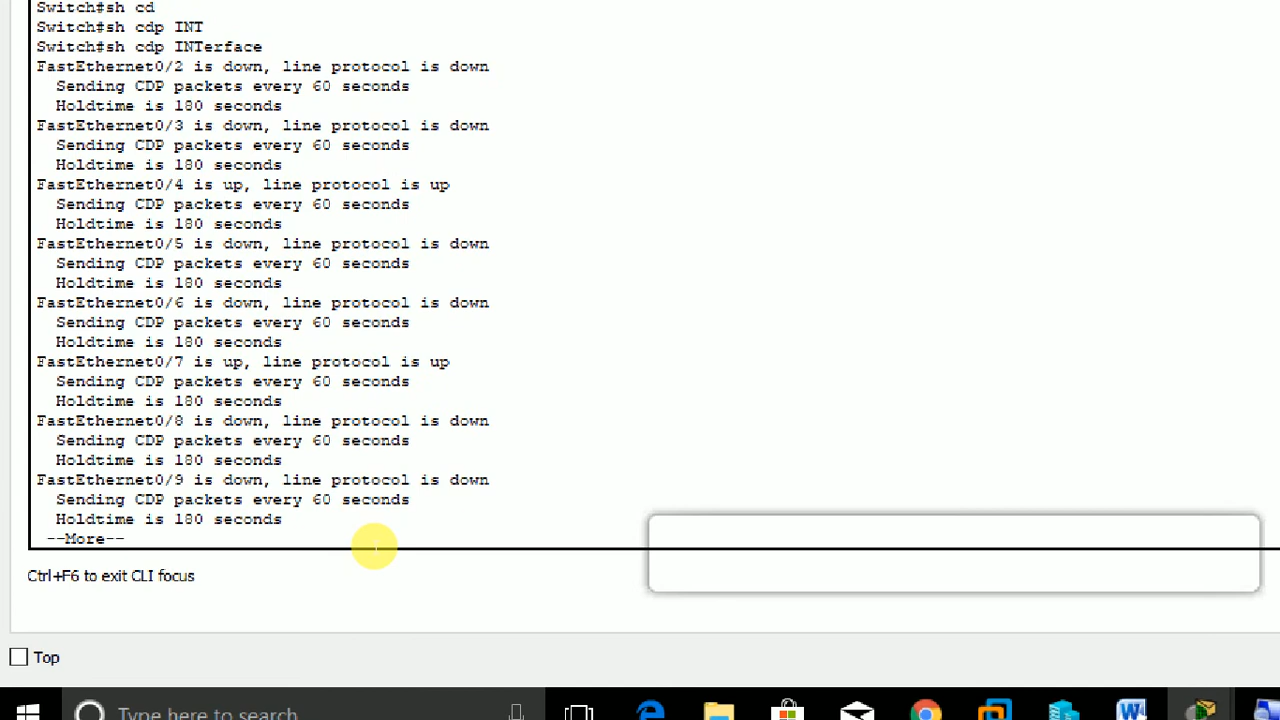 Switch#sh cd
Switch#sh cdp INT
Switch#sh cdp INTerface
FastEthernet0/2 is down, line protocol is down
Sending CDP packets every 60 seconds
Holdtime is 180 seconds
FastEthernet0/3 is down, line protocol is down
Sending CDP packets every 60 seconds
Holdtime is 180 seconds
FastEthernet0/4 is up, line protocol is up
Sending CDP packets every 60 seconds
Holdtime is 180 seconds
FastEthernet0/5 is down, line protocol is down
Sending CDP packets every 60 seconds
Holdtime is 180 seconds
FastEthernet0/6 is down, line protocol is down
Sending CDP packets every 60 seconds
Holdtime is 180 seconds
FastEthernet0/7 is up, line protocol is up
Sending CDP packets every 60 seconds
Holdtime is 180 seconds
FastEthernet0/8 is down, line protocol is down
Sending CDP packets every 60 seconds
Holdtime is 180 seconds
FastEthernet0/9 is down, line protocol is down
Sending CDP packets every 60 seconds
Holdtime is 180 seconds
--More--
Ctrl+F6 to exit CLI focus
Top
Type here to search